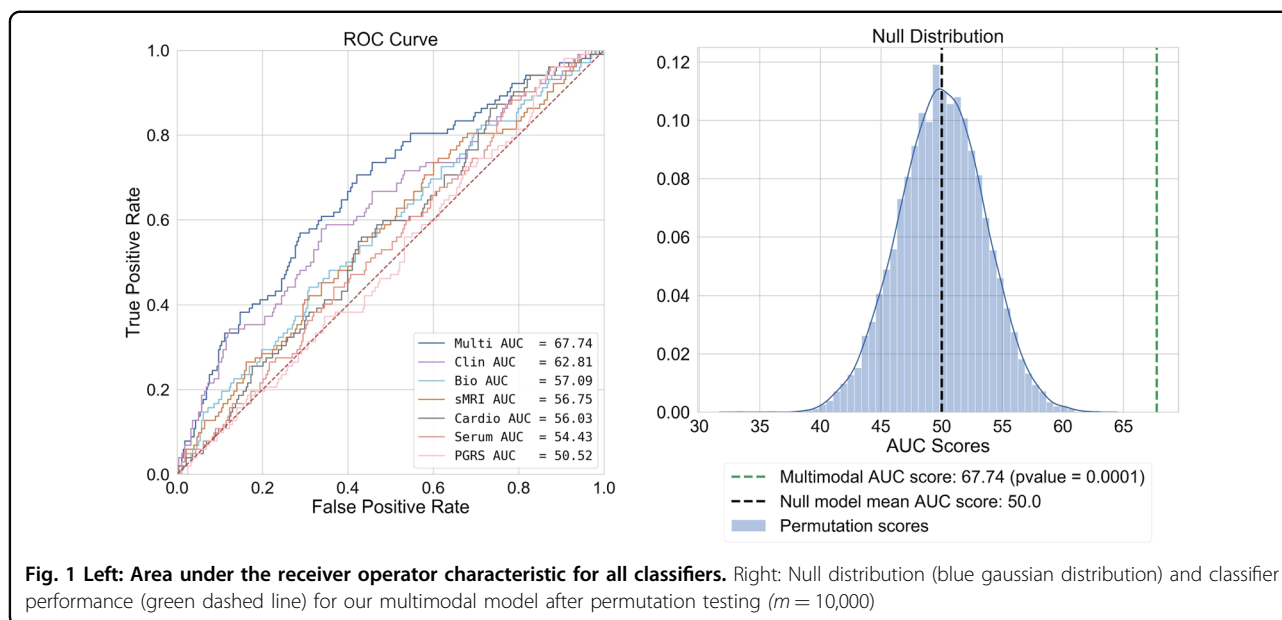 ROC Curve
1.0
0.8
0.6
0.4
0.2
0.0
True Positive Rate
Multi AUC = 67.74
Clin AUC = 62.81
Bio AUC = 57.09
sMRI AUC = 56.75
Cardio AUC = 56.03
Serum AUC = 54.43
PGRS AUC = 50.52
0.0 0.2 0.4 0.6 0.8 1.0
False Positive Rate
Null Distribution
0.12
0.10
0.08
0.06
0.04
0.02
0.00
30 35 40 45 50 55 60 65
AUC Scores
Multimodal AUC score: 67.74 (pvalue = 0.0001)
Null model mean AUC score: 50.0
Permutation scores
Fig. 1 Left: Area under the receiver operator characteristic for all classifiers. Right: Null distribution (blue gaussian distribution) and classifier
performance (green dashed line) for our multimodal model after permutation testing (m = 10,000)